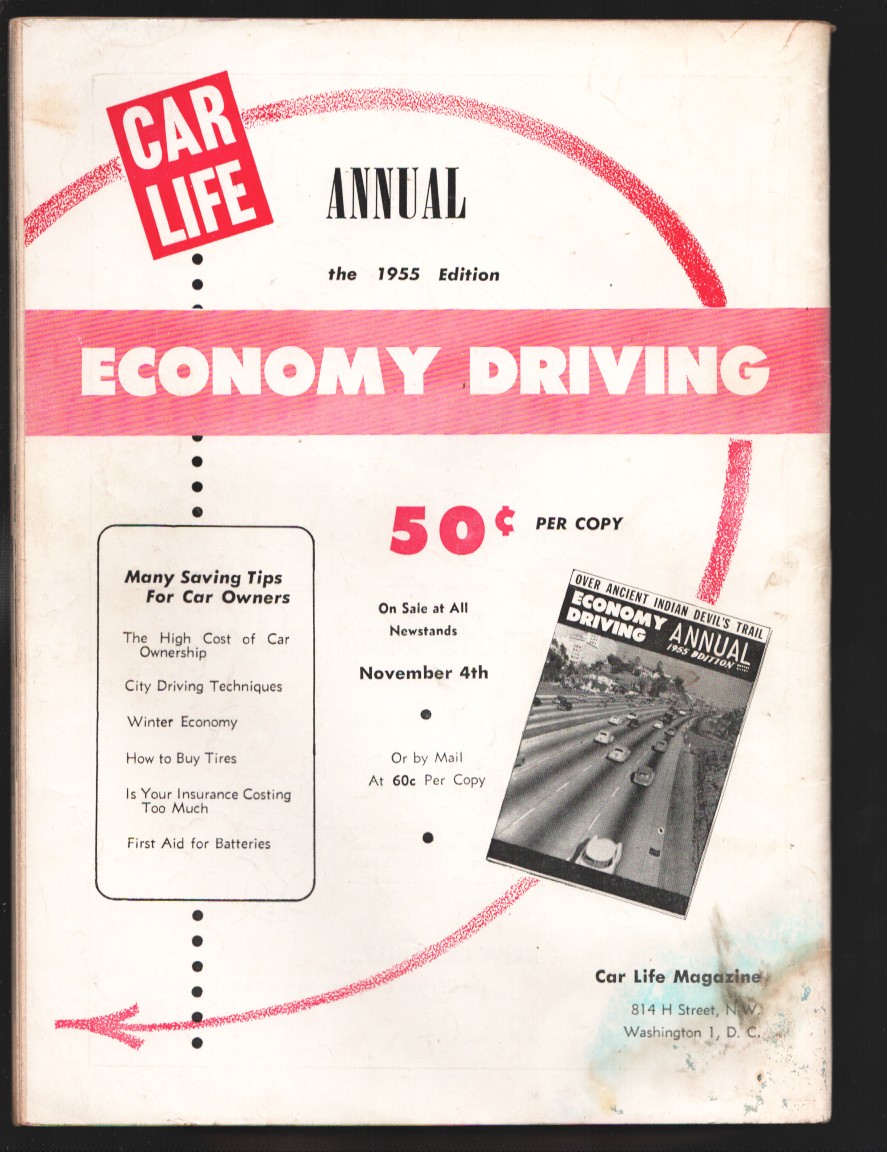 CAR
LIFE
ANNUAL
the 1955 Edition
ECONOMY DRIVING
50¢ PER COPY
Many Saving Tips
For Car Owners
The High Cost of Car
Ownership
City Driving Techniques
Winter Economy
How to Buy Tires
Is Your Insurance Costing
Too Much
First Aid for Batteries
On Sale at All
Newstands
November 4th
Or by Mail
At 60c Per Copy
OVER ANCIENT INDIAN DEVIL'S TRAIL
ECONOMY
DRIVING
ANNUAL
1955 EDITION
Car Life Magazine
814 H Street, N.W.
Washington 1, D. C.